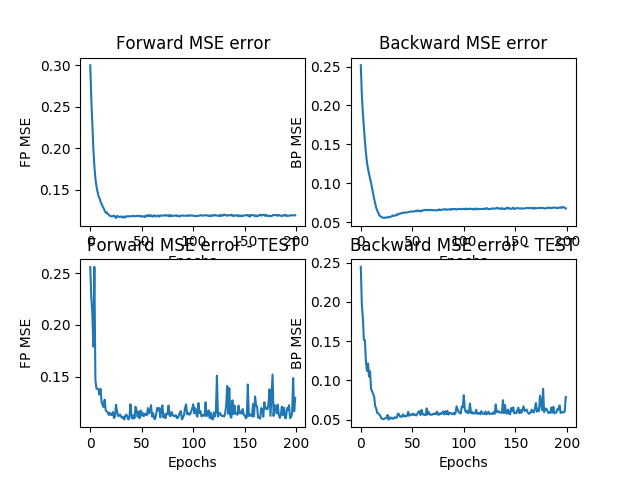 Forward MSE error
Backward MSE error
FP MSE
0.30
0.25
0.20
0.15
0 50 100 150 200
Epochs
BP MSE
0.25
0.20
0.15
0.10
0.05
0 50 100 150 200
Epochs
Forward MSE error - TEST
Backward MSE error - TEST
FP MSE
0.25
0.20
0.15
0 50 100 150 200
Epochs
BP MSE
0.25
0.20
0.15
0.10
0.05
0 50 100 150 200
Epochs